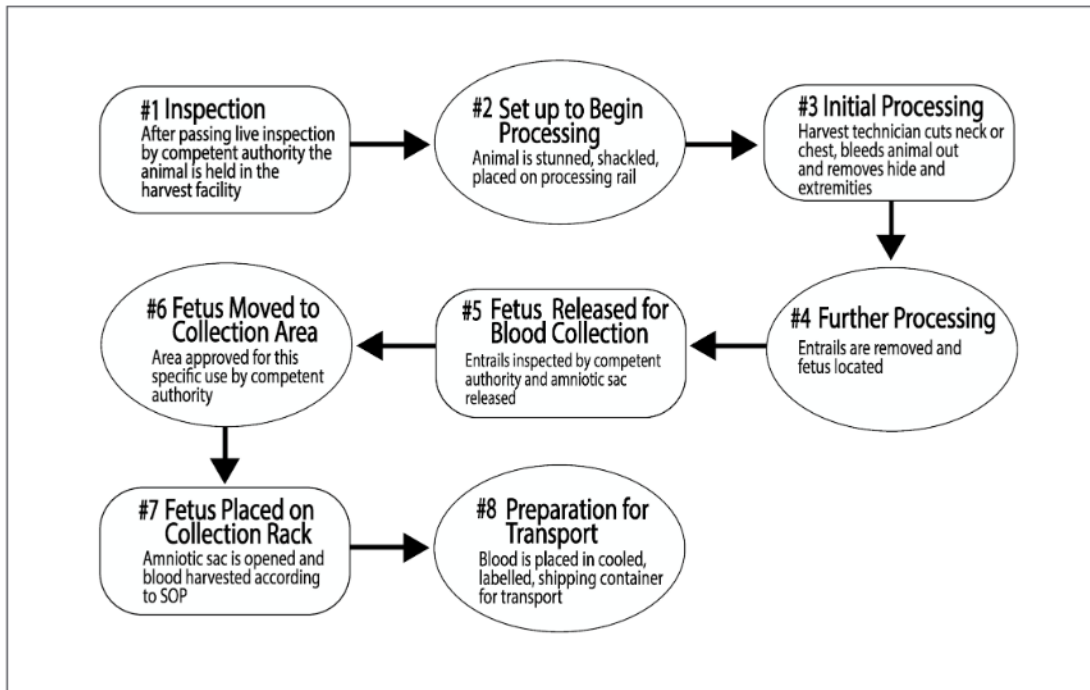 #1 Inspection
After passing live inspection
by competent authority the
animal is held in the
harvest facility
#2 Set up to Begin
Processing
Animal is stunned, shackled,
placed on processing rail
#3 Initial Processing
Harvest technician cuts neck or
chest, bleeds animal out
and removes hide and
extremities
#4 Further Processing
Entrails are removed and
fetus located
#5 Fetus Released for
Blood Collection
Entrails inspected by competent
authority and amniotic sac
released
#6 Fetus Moved to
Collection Area
Area approved for this
specific use by competent
authority
#7 Fetus Placed on
Collection Rack
Amniotic sac is opened and
blood harvested according
to SOP
#8 Preparation for
Transport
Blood is placed in cooled,
labelled, shipping container
for transport